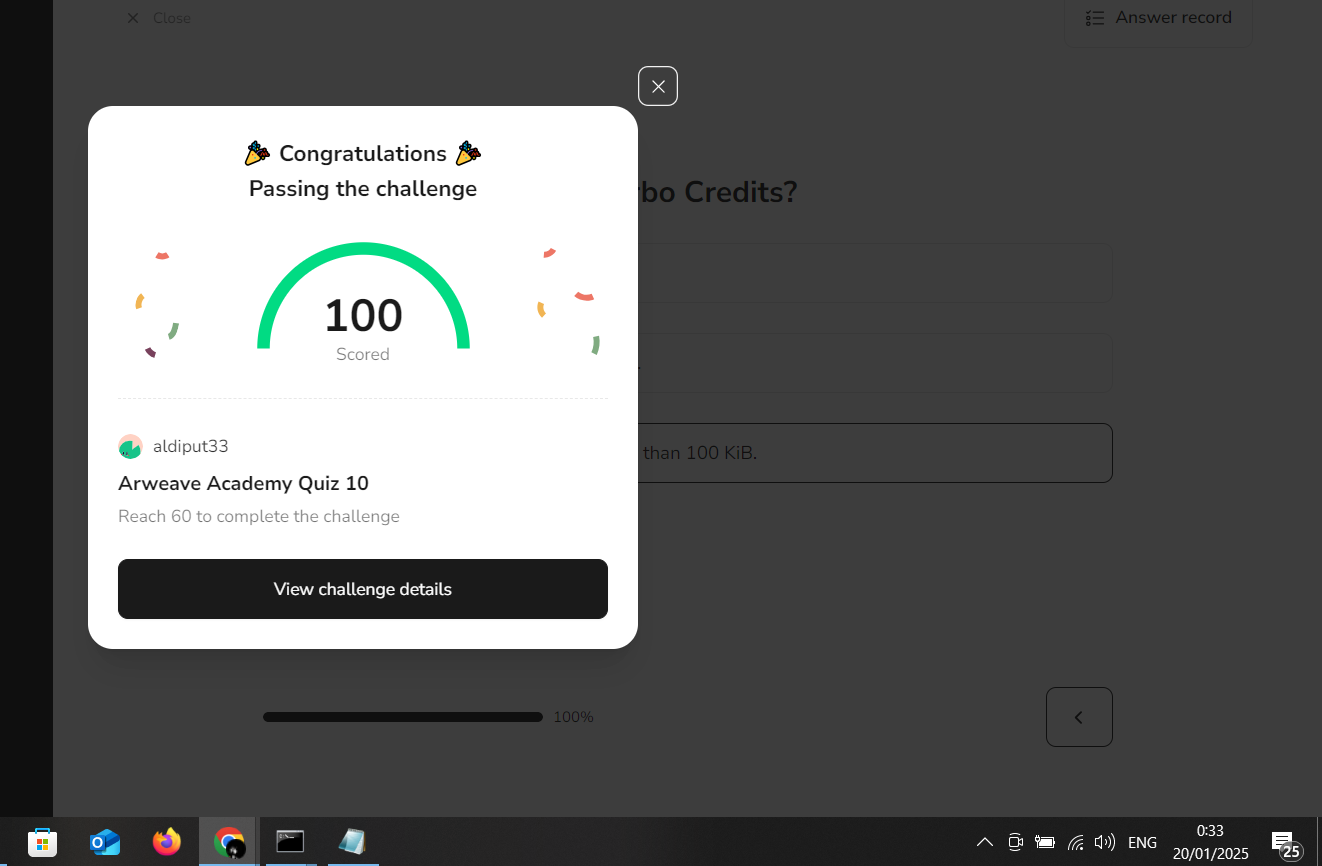 Close
Answer record
Congratulations
Passing the challenge
rbo Credits?
100
Scored
than 100 KiB.
aldiput33
Arweave Academy Quiz 10
Reach 60 to complete the challenge
View challenge details
100%
ENG
0:33
20/01/2025
25